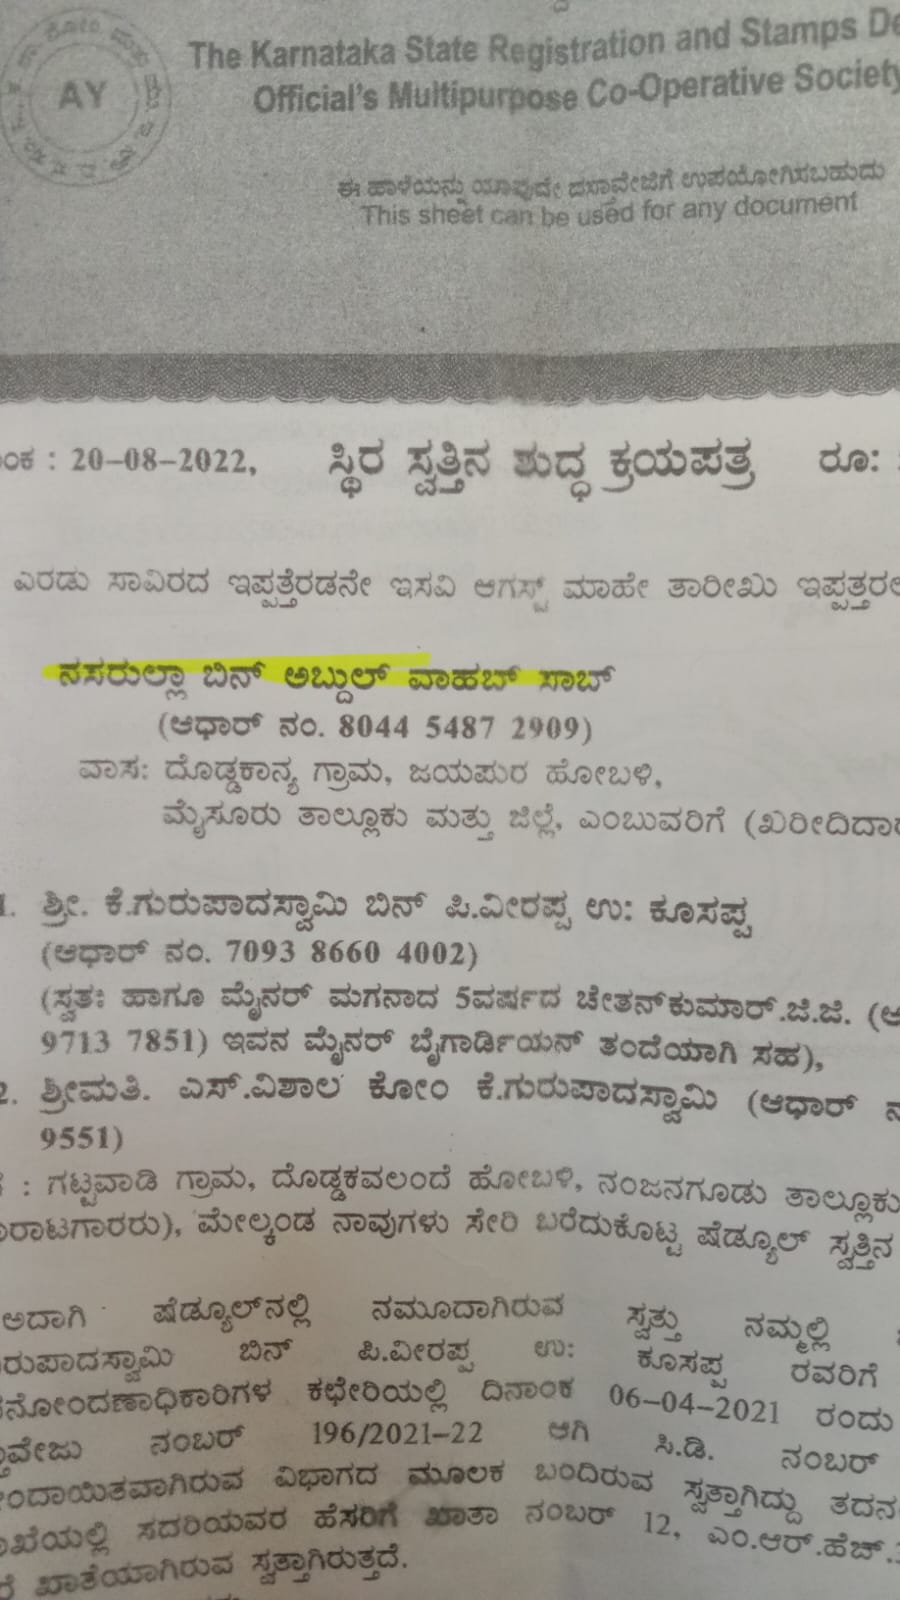 AY
The Karnataka State Registration and Stamps De
Official's Multipurpose Co-Operative Society
ಈ ಹಾಳೆಯನ್ನು ಯಾವುದೇ ದಸ್ತಾವೇಜಿಗೆ ಉಪಯೋಗಿಸಬಹುದು
This sheet can be used for any document
ಂಕ : 20-08-2022, ಸ್ಥಿರ ಸ್ವತ್ತಿನ ಶುದ್ಧ ಕ್ರಯಪತ್ರ ರೂ:
ಎರಡು ಸಾವಿರದ ಇಪ್ಪತ್ತೆರಡನೇ ಇಸವಿ ಆಗಸ್ಟ್ ಮಾಹೇ ತಾರೀಖು ಇಪ್ಪತ್ತರಲ
ನಸರುಲ್ಲಾ ಬಿನ್ ಅಬ್ದುಲ್ ವಾಹಬ್ ಸಾಬ್
(ಆಧಾರ್ ನಂ. 8044 5487 2909)
ವಾಸ: ದೊಡ್ಡಕಾನ್ಯ ಗ್ರಾಮ, ಜಯಪುರ ಹೋಬಳಿ,
ಮೈಸೂರು ತಾಲ್ಲೂಕು ಮತ್ತು ಜಿಲ್ಲೆ, ಎಂಬುವರಿಗೆ (ಖರೀದಿದಾರ
1. ಶ್ರೀ. ಕೆ.ಗುರುಪಾದಸ್ವಾಮಿ ಬಿನ್ ಪಿ.ವೀರಪ್ಪ ಉ: ಕೂಸಪ್ಪ
(ಆಧಾರ್ ನಂ. 7093 8660 4002)
(ಸ್ವತಃ ಹಾಗೂ ಮೈನರ್ ಮಗನಾದ 5ವರ್ಷದ ಚೇತನ್‌ಕುಮಾರ್.ಜಿ.ಜಿ. (ಆ
9713 7851) ಇವನ ಮೈನರ್ ಬೈಗಾರ್ಡಿಯನ್ ತಂದೆಯಾಗಿ ಸಹ),
2. ಶ್ರೀಮತಿ. ಎಸ್.ವಿಶಾಲ ಕೋಂ ಕೆ.ಗುರುಪಾದಸ್ವಾಮಿ (ಆಧಾರ್ ನ
9551)
: ಗಟ್ಟವಾಡಿ ಗ್ರಾಮ, ದೊಡ್ಡಕವಲಂದೆ ಹೋಬಳಿ, ನಂಜನಗೂಡು ತಾಲ್ಲೂಕು
ಾರಾಟಗಾರರು), ಮೇಲ್ಕಂಡ ನಾವುಗಳು ಸೇರಿ ಬರೆದುಕೊಟ್ಟ ಷೆಡ್ಯೂಲ್ ಸ್ವತ್ತಿನ
ಅದಾಗಿ ಷೆಡ್ಯೂಲ್‌ನಲ್ಲಿ ನಮೂದಾಗಿರುವ ಸ್ವತ್ತು ನಮ್ಮಲ್ಲಿ
ರುಪಾದಸ್ವಾಮಿ ಬಿನ್ ಪಿ.ವೀರಪ್ಪ ಉ: ಕೂಸಪ್ಪ ರವರಿಗೆ
ನೋಂದಣಾಧಿಕಾರಿಗಳ ಕಛೇರಿಯಲ್ಲಿ ದಿನಾಂಕ 06-04-2021 ರಂದು
ತಾವೇಜು ನಂಬರ್ 196/2021-22 ಆಗಿ ಸಿ.ಡಿ. ನಂಬರ್
ೋಂದಾಯಿತವಾಗಿರುವ ವಿಭಾಗದ ಮೂಲಕ ಬಂದಿರುವ ಸ್ವತ್ತಾಗಿದ್ದು ತದನ
ಾಖೆಯಲ್ಲಿ ಸದರಿಯವರ ಹೆಸರಿಗೆ ಖಾತಾ ನಂಬರ್ 12, ಎಂ.ಆರ್.ಹೆಚ್.
ರೆ ಖಾತೆಯಾಗಿರುವ ಸ್ವತ್ತಾಗಿರುತ್ತದೆ.